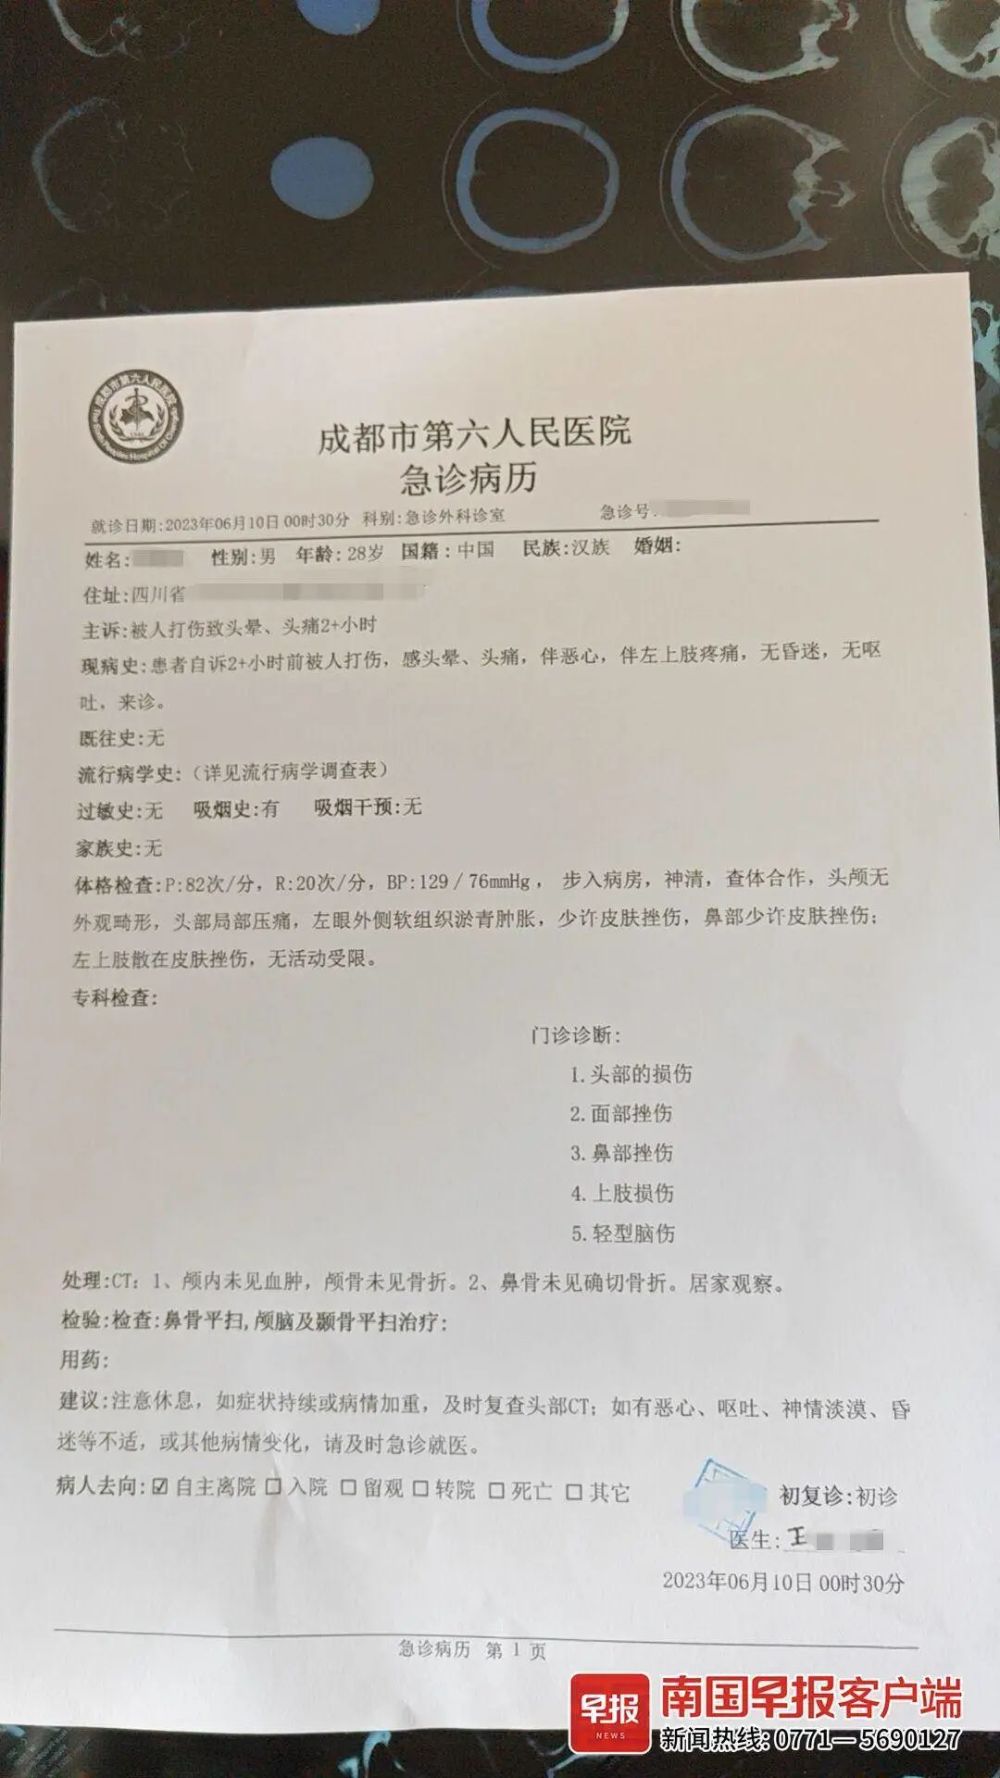 成都市第六人民医院
急诊病历
就诊日期:2023年06月10日 00时30分 科别:急诊外科诊室 急诊号:
姓名: 性别:男 年龄:28岁 国籍:中国 民族:汉族 婚姻:
住址:四川省
主诉:被人打伤致头晕、头痛2+小时
现病史:患者自诉2+小时前被人打伤，感头晕、头痛，伴恶心，伴左上肢疼痛，无昏迷，无呕
吐，来诊。
既往史:无
流行病学史:（详见流行病学调查表）
过敏史:无 吸烟史:有 吸烟干预:无
家族史:无
体格检查:P:82次/分，R:20次/分，BP:129/76mmHg， 步入病房，神清，查体合作，头颅无
外观畸形，头部局部压痛，左眼外侧软组织淤青肿胀，少许皮肤挫伤，鼻部少许皮肤挫伤；
左上肢散在皮肤挫伤，无活动受限。
专科检查:
门诊诊断:
1.头部的损伤
2.面部挫伤
3.鼻部挫伤
4.上肢损伤
5.轻型脑伤
处理:CT：1、颅内未见血肿，颅骨未见骨折。2、鼻骨未见确切骨折。居家观察。
检验:检查:鼻骨平扫,颅脑及颞骨平扫治疗:
用药:
建议:注意休息，如症状持续或病情加重，及时复查头部CT；如有恶心、呕吐、神情淡漠、昏
迷等不适，或其他病情变化，请及时急诊就医。
病人去向:☑自主离院 □入院 □留观 □转院 □死亡 □其它
初复诊:初诊
医生:王
2023年06月10日 00时30分
急诊病历 第 1 页
早报
NEWS
南国早报客户端
新闻热线:0771—5690127